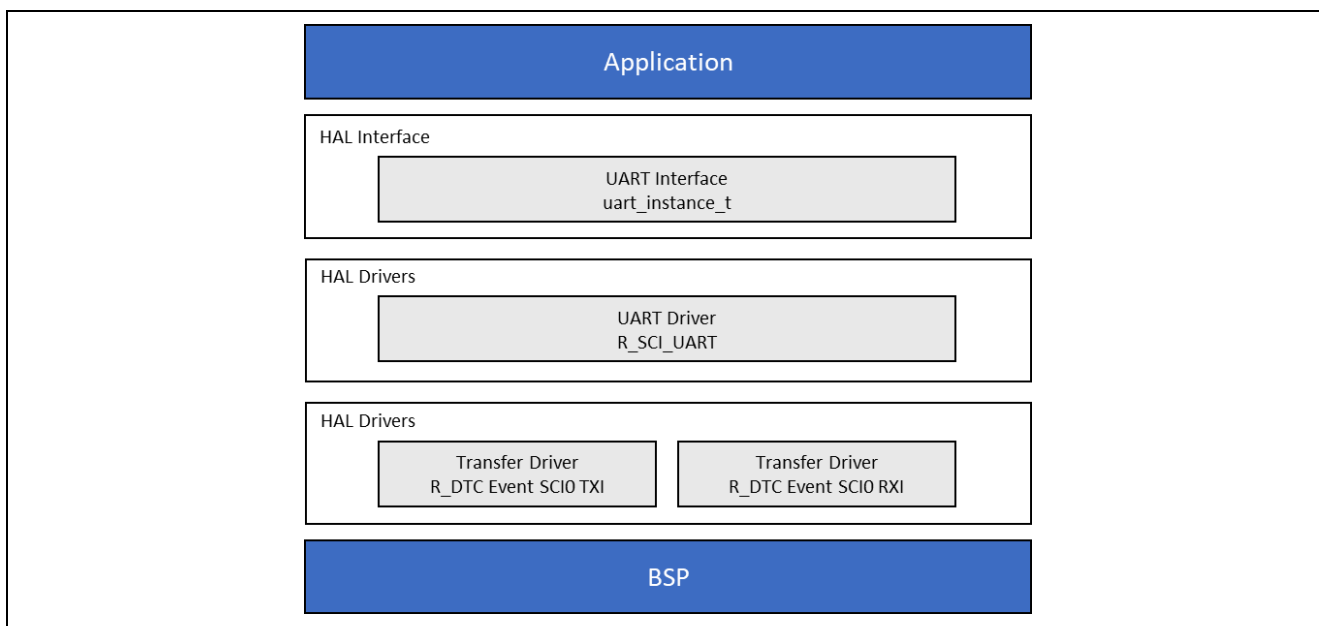 Application
HAL Interface
UART Interface
uart_instance_t
HAL Drivers
UART Driver
R_SCI_UART
HAL Drivers
Transfer Driver
R_DTC Event SCI0 TXI
Transfer Driver
R_DTC Event SCI0 RXI
BSP